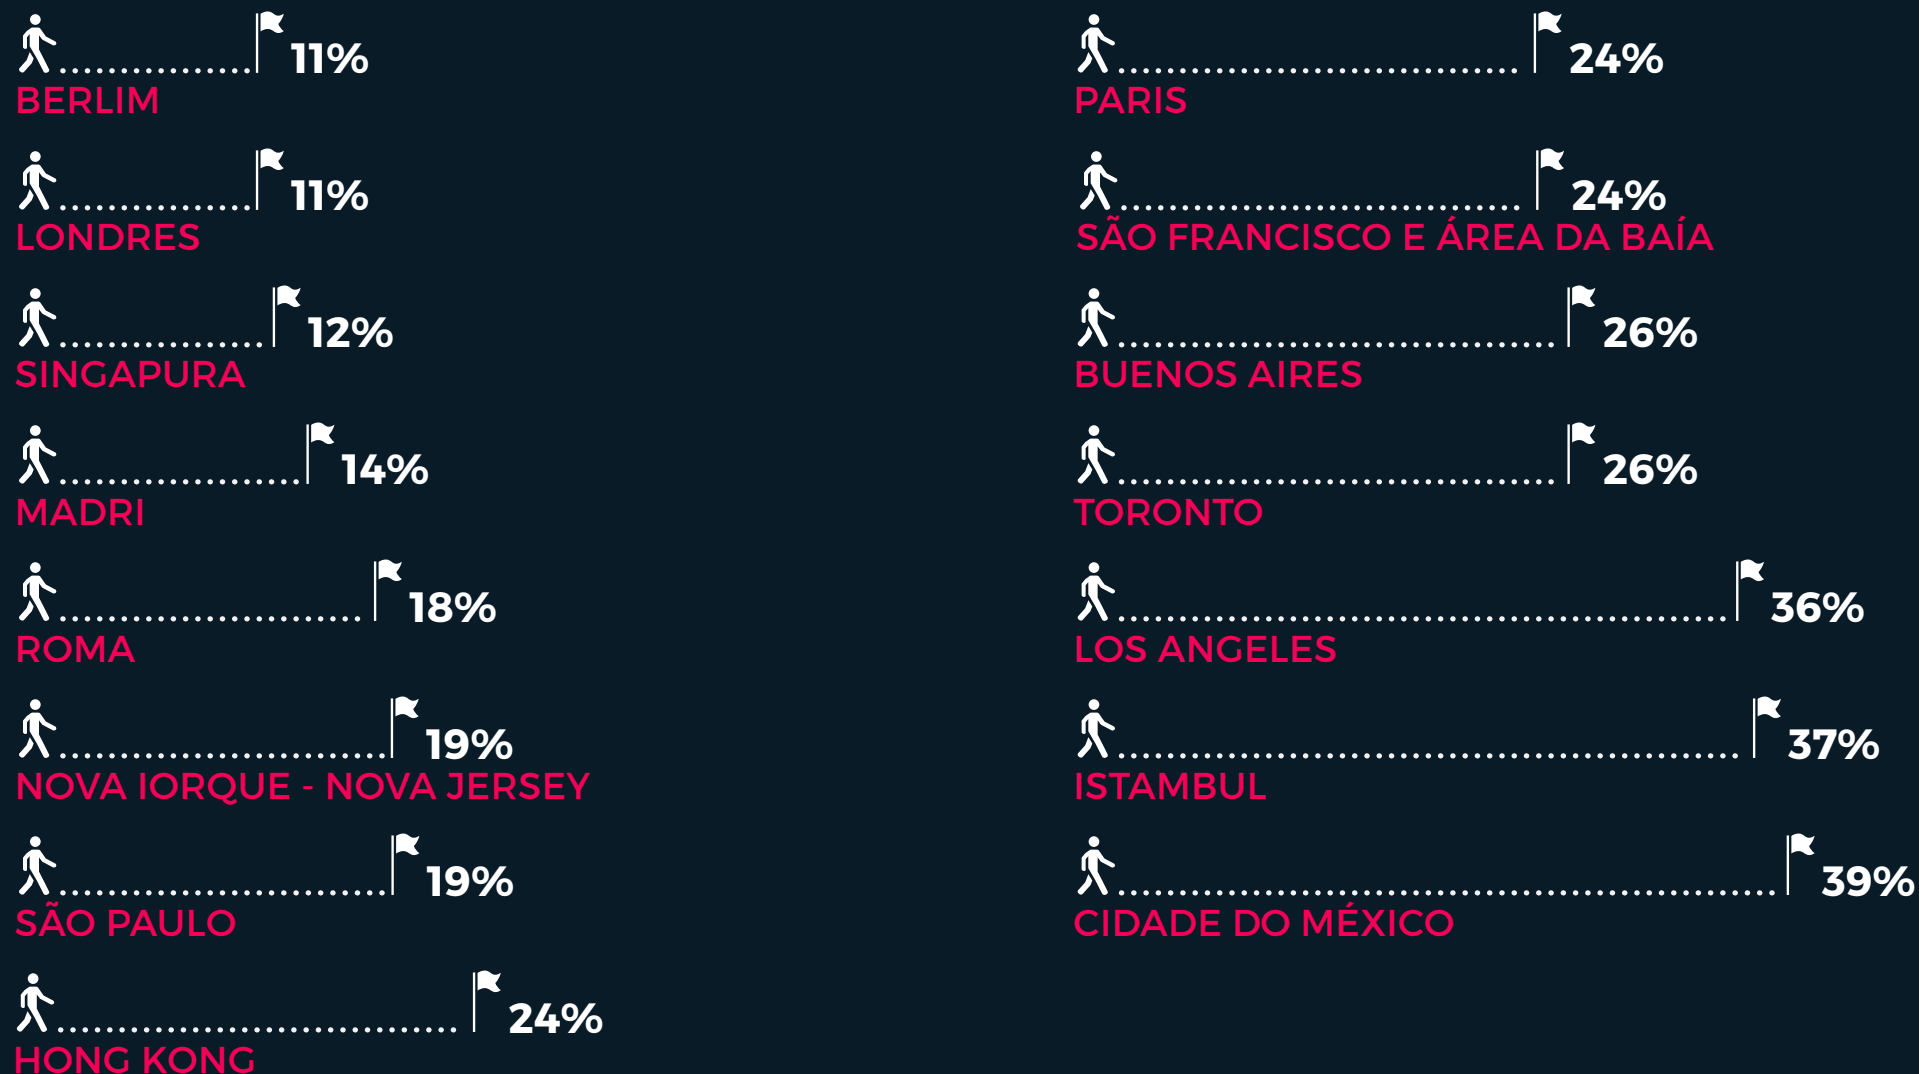 11%
BERLIM
11%
LONDRES
12%
SINGAPURA
14%
MADRI
18%
ROMA
19%
NOVA IORQUE - NOVA JERSEY
19%
SÃO PAULO
24%
HONG KONG
24%
PARIS
24%
SÃO FRANCISCO E ÁREA DA BAÍA
26%
BUENOS AIRES
26%
TORONTO
36%
LOS ANGELES
37%
ISTAMBUL
39%
CIDADE DO MÉXICO